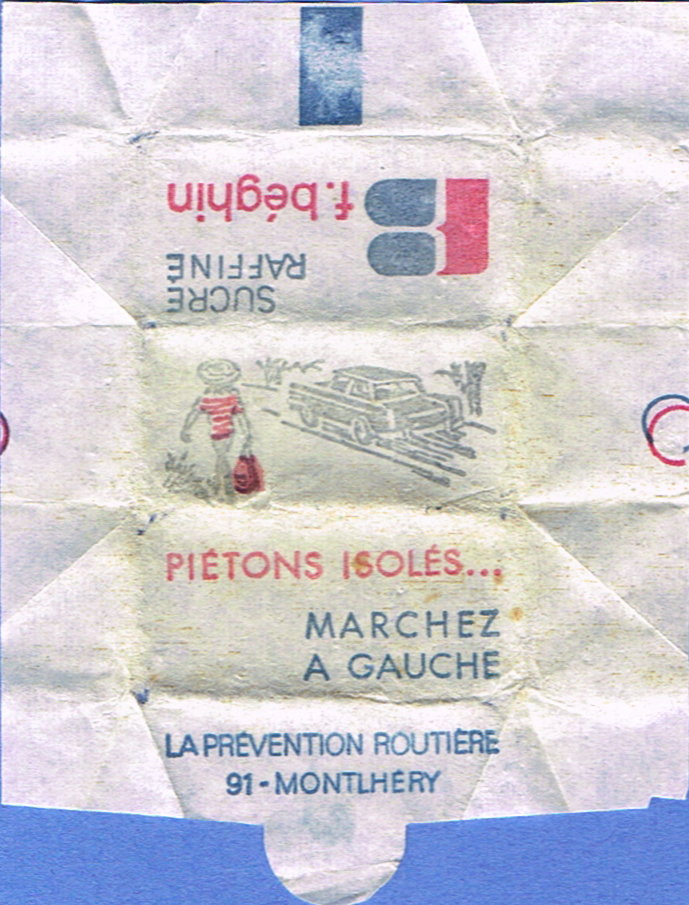 f. béghin
SUCRE
RAFFINÉ
PIÉTONS ISOLÉS...
MARCHEZ
A GAUCHE
LA PRÉVENTION ROUTIÈRE
91-MONTLHÉRY